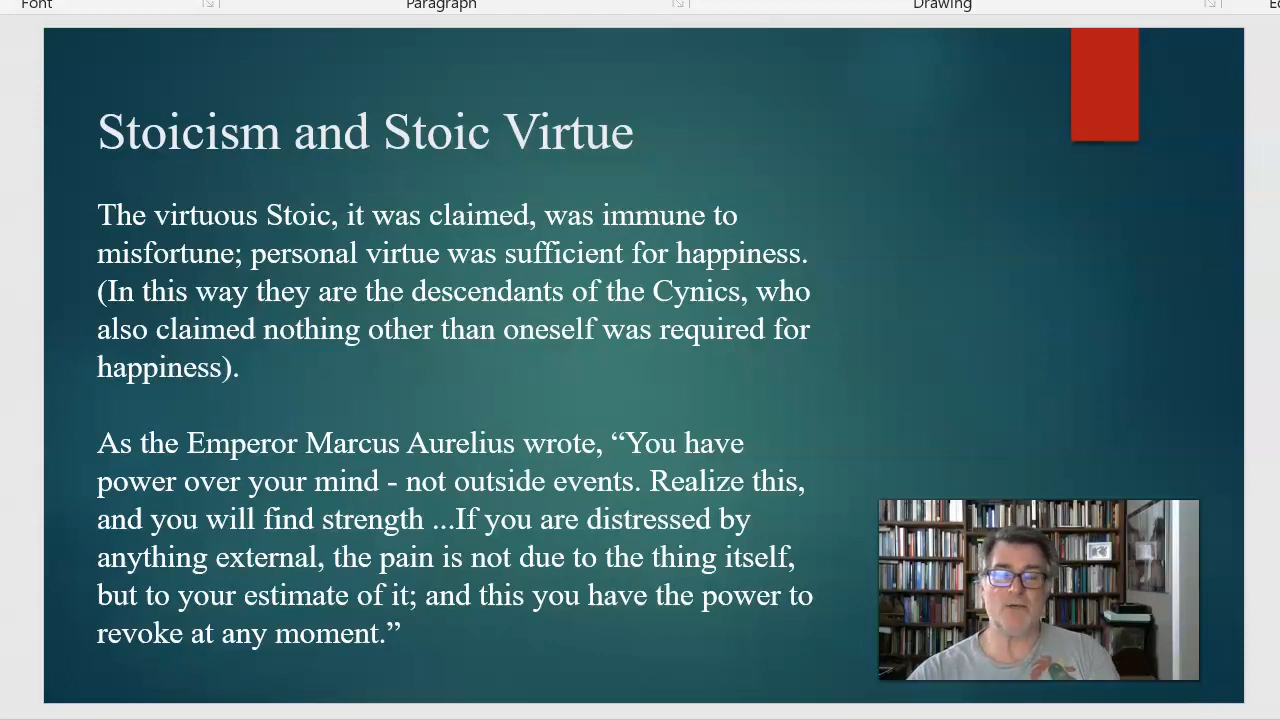 Font
Paragraph
Drawing
Stoicism and Stoic Virtue
The virtuous Stoic, it was claimed, was immune to
misfortune; personal virtue was sufficient for happiness.
(In this way they are the descendants of the Cynics, who
also claimed nothing other than oneself was required for
happiness).
As the Emperor Marcus Aurelius wrote, “You have
power over your mind - not outside events. Realize this,
and you will find strength ...If you are distressed by
anything external, the pain is not due to the thing itself,
but to your estimate of it; and this you have the power to
revoke at any moment.”